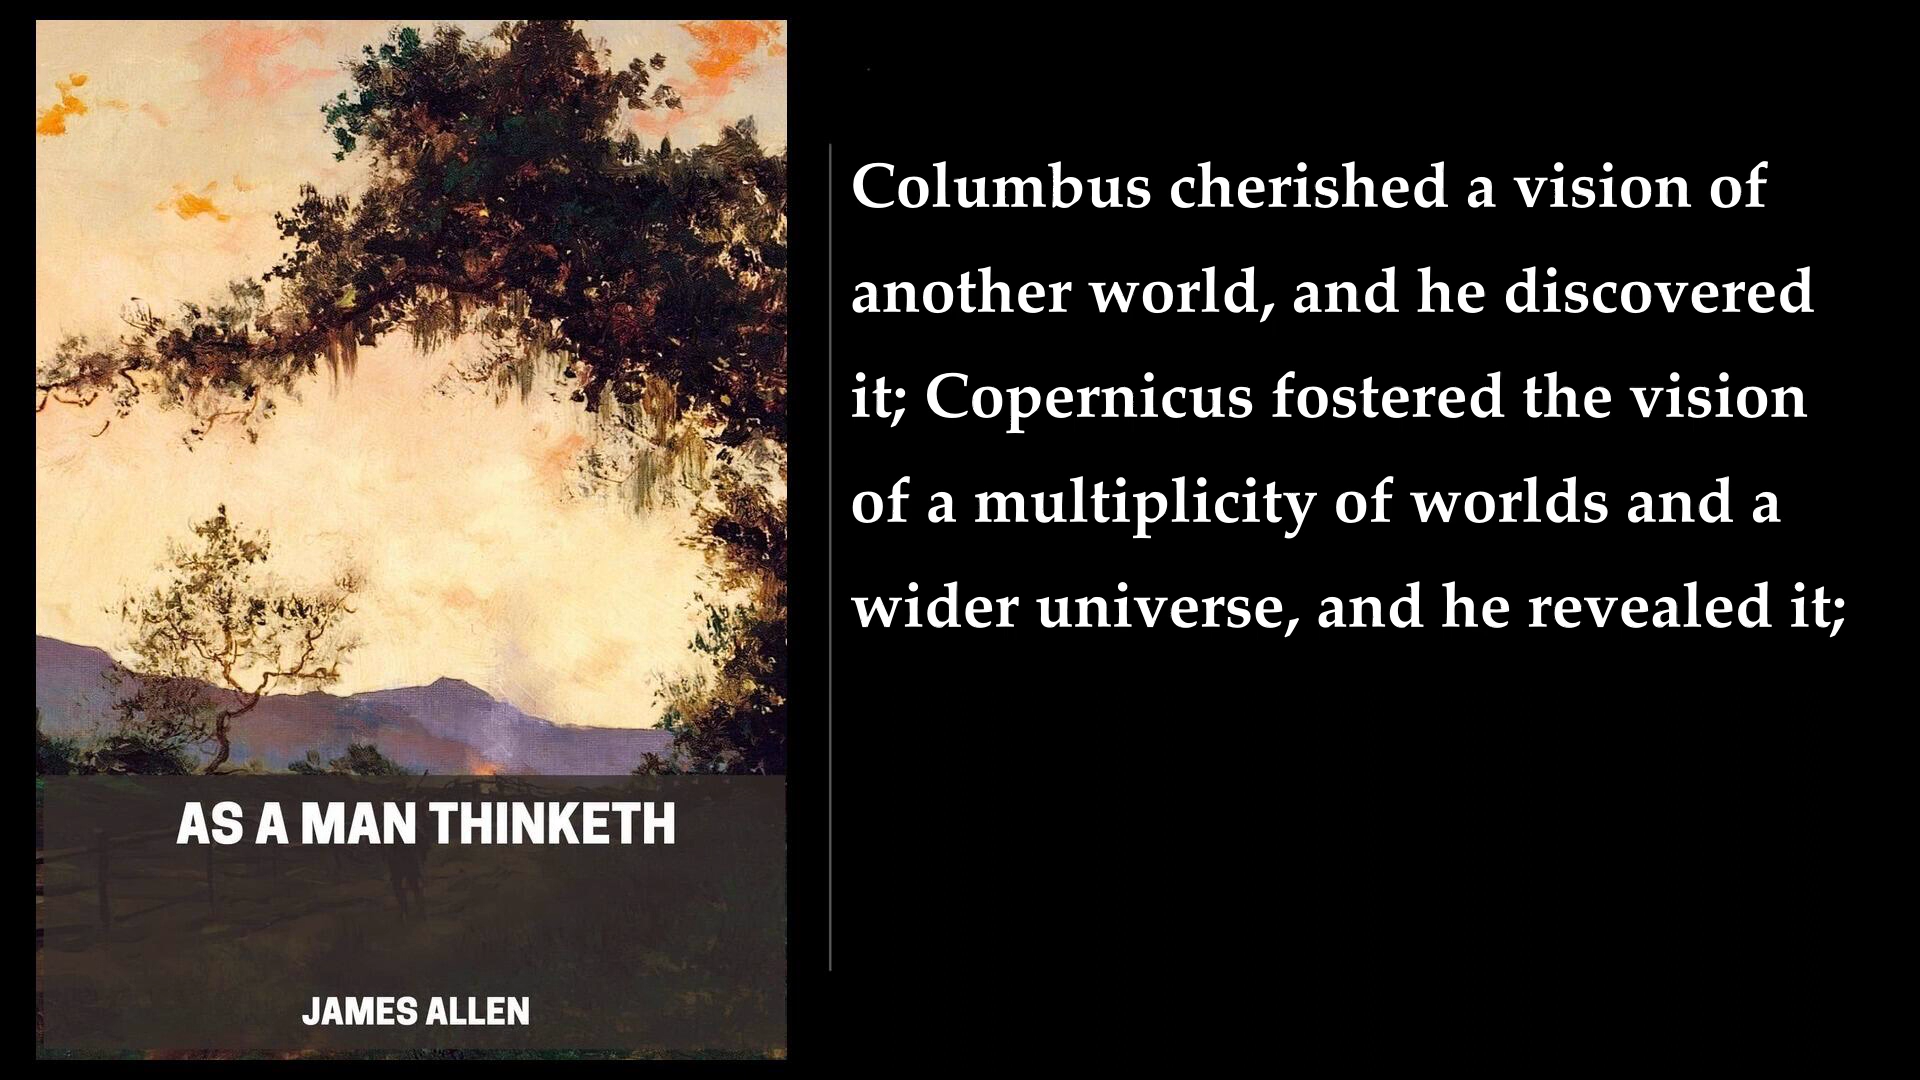 AS A MAN THINKETH
JAMES ALLEN
Columbus cherished a vision of
another world, and he discovered
it; Copernicus fostered the vision
of a multiplicity of worlds and a
wider universe, and he revealed it;